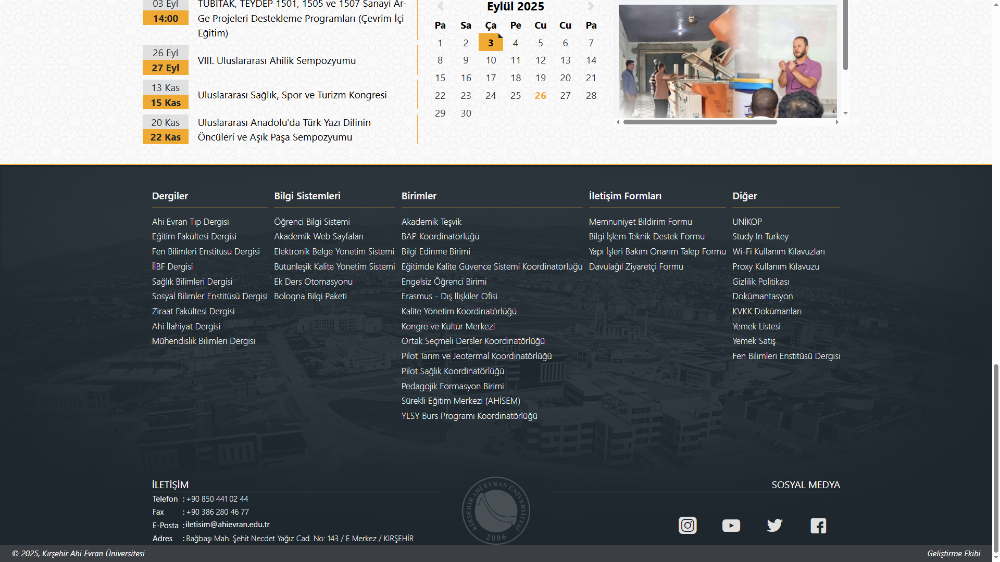 03 Eyl
14:00
TÜBİTAK, TEYDEP 1501, 1505 ve 1507 Sanayi Ar-
Ge Projeleri Destekleme Programları (Çevrim İçi
Eğitim)
26 Eyl
27 Eyl
VIII. Uluslararası Ahilik Sempozyumu
13 Kas
15 Kas
Uluslararası Sağlık, Spor ve Turizm Kongresi
20 Kas
22 Kas
Uluslararası Anadolu'da Türk Yazı Dilinin
Öncüleri ve Aşık Paşa Sempozyumu
Eylül 2025
Pa Sa Ça Pe Cu Cu Pa
1 2 3 4 5 6 7
8 9 10 11 12 13 14
15 16 17 18 19 20 21
22 23 24 25 26 27 28
29 30
Dergiler
Ahi Evran Tıp Dergisi
Eğitim Fakültesi Dergisi
Fen Bilimleri Enstitüsü Dergisi
İİBF Dergisi
Sağlık Bilimleri Dergisi
Sosyal Bilimler Enstitüsü Dergisi
Ziraat Fakültesi Dergisi
Ahi İlahiyat Dergisi
Mühendislik Bilimleri Dergisi
Bilgi Sistemleri
Öğrenci Bilgi Sistemi
Akademik Web Sayfaları
Elektronik Belge Yönetim Sistemi
Bütünleşik Kalite Yönetim Sistemi
Ek Ders Otomasyonu
Bologna Bilgi Paketi
Birimler
Akademik Teşvik
BAP Koordinatörlüğü
Bilgi Edinme Birimi
Eğitimde Kalite Güvence Sistemi Koordinatörlüğü
Engelsiz Öğrenci Birimi
Erasmus - Dış İlişkiler Ofisi
Kalite Yönetim Koordinatörlüğü
Kongre ve Kültür Merkezi
Ortak Seçmeli Dersler Koordinatörlüğü
Pilot Tarım ve Jeotermal Koordinatörlüğü
Pilot Sağlık Koordinatörlüğü
Pedagojik Formasyon Birimi
Sürekli Eğitim Merkezi (AHİSEM)
YLSY Burs Programı Koordinatörlüğü
İletişim Formları
Memnuniyet Bildirim Formu
Bilgi İşlem Teknik Destek Formu
Yapı İşleri Bakım Onarım Talep Formu
Davulağıl Ziyaretçi Formu
Diğer
UNİKOP
Study In Turkey
Wi-Fi Kullanım Kılavuzları
Proxy Kullanım Kılavuzu
Gizlilik Politikası
Dokümantasyon
KVKK Dokümanları
Yemek Listesi
Yemek Satış
Fen Bilimleri Enstitüsü Dergisi
İLETİŞİM
Telefon : +90 850 441 02 44
Fax : +90 386 280 46 77
E-Posta : iletisim@ahievran.edu.tr
Adres : Bağbaşı Mah. Şehit Necdet Yağız Cad. No: 143 / E Merkez / KIRŞEHİR
KIRŞEHİR AHİ EVRAN ÜNİVERSİTESİ
2006
SOSYAL MEDYA
© 2025, Kırşehir Ahi Evran Üniversitesi
Geliştirme Ekibi